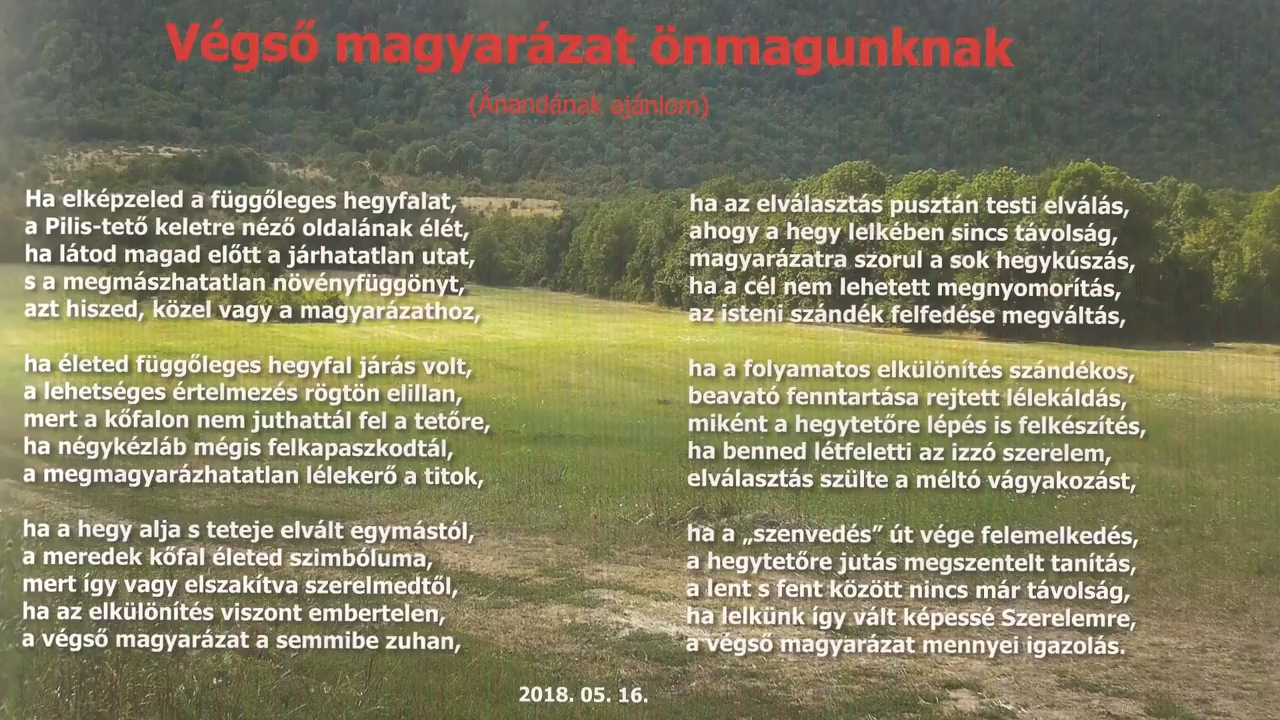 Végső magyarázat önmagunknak
(Ánandának ajánlom)
Ha elképzeled a függőleges hegyfalat,
a Pilis-tető keletre néző oldalának élét,
ha látod magad előtt a járhatatlan utat,
s a megmászhatatlan növényfüggönyt,
azt hiszed, közel vagy a magyarázathoz,
ha életed függőleges hegyfal járás volt,
a lehetséges értelmezés rögtön elillan,
mert a kőfalon nem juthattál fel a tetőre,
ha négykézláb mégis felkapaszkodtál,
a megmagyarázhatatlan lélekerő a titok,
ha a hegy alja s teteje elvált egymástól,
a meredek kőfal életed szimbóluma,
mert így vagy elszakítva szerelmedtől,
ha az elkülönítés viszont embertelen,
a végső magyarázat a semmibe zuhan,
ha az elválasztás pusztán testi elválás,
ahogy a hegy lelkében sincs távolság,
magyarázatra szorul a sok hegykúszás,
ha a cél nem lehetett megnyomorítás,
az isteni szándék felfedése megváltás,
ha a folyamatos elkülönítés szándékos,
beavató fenntartása rejtett lélekáldás,
miként a hegytetőre lépés is felkészítés,
ha benned létfeletti az izzó szerelem,
elválasztás szülte a méltó vágyakozást,
ha a „szenvedés” út vége felemelkedés,
a hegytetőre jutás megszentelt tanítás,
a lent s fent között nincs már távolság,
ha lelkünk így vált képessé Szerelemre,
a végső magyarázat mennyei igazolás.
2018. 05. 16.